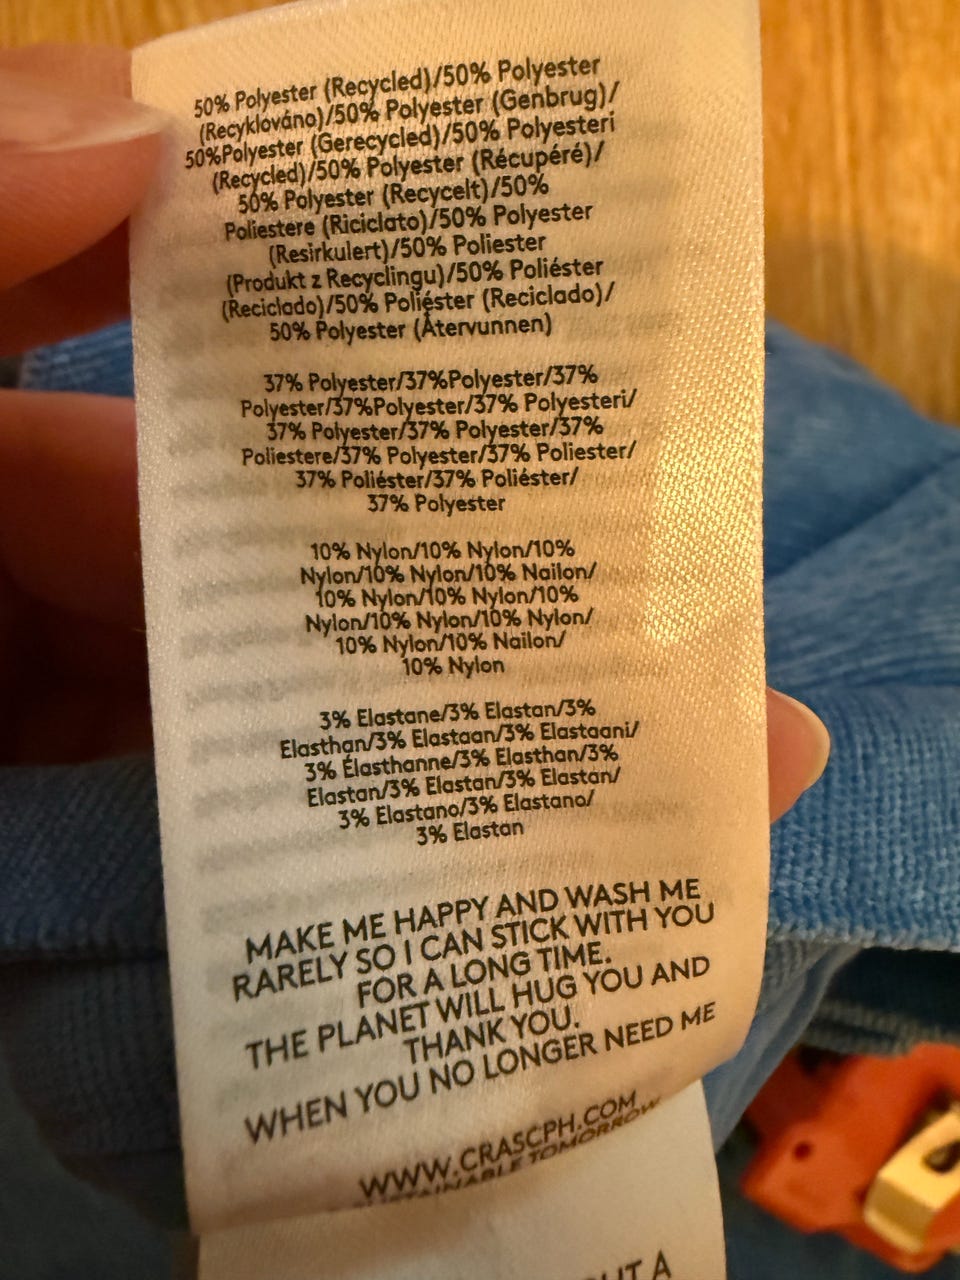 50% Polyester (Recycled)/50% Polyester
(Recyklováno)/50% Polyester (Genbrug)/
50%Polyester (Gerecycled)/50% Polyesteri
(Recycled)/50% Polyester (Récupéré)/
50% Polyester (Recycelt)/50%
Poliestere (Riciclato)/50% Polyester
(Resirkulert)/50% Poliester
(Produkt z Recyclingu)/50% Poliéster
(Reciclado)/50% Poliéster (Reciclado)/
50% Polyester (Återvunnen)
37% Polyester/37%Polyester/37%
Polyester/37%Polyester/37% Polyesteri/
37% Polyester/37% Polyester/37%
Poliestere/37% Polyester/37% Poliester/
37% Poliéster/37% Poliéster/
37% Polyester
10% Nylon/10% Nylon/10%
Nylon/10% Nylon/10% Nailon/
10% Nylon/10% Nylon/10%
Nylon/10% Nylon/10% Nylon/
10% Nylon/10% Nailon/
10% Nylon
3% Elastane/3% Elastan/3%
Elasthan/3% Elastaan/3% Elastaani/
3% Élasthanne/3% Elasthan/3%
Elastan/3% Elastan/3% Elastan/
3% Elastano/3% Elastano/
3% Elastan
MAKE ME HAPPY AND WASH ME
RARELY SO I CAN STICK WITH YOU
FOR A LONG TIME.
THE PLANET WILL HUG YOU AND
THANK YOU.
WHEN YOU NO LONGER NEED ME
WWW.CRASCPH.COM
SUSTAINABLE TOMORROW
A